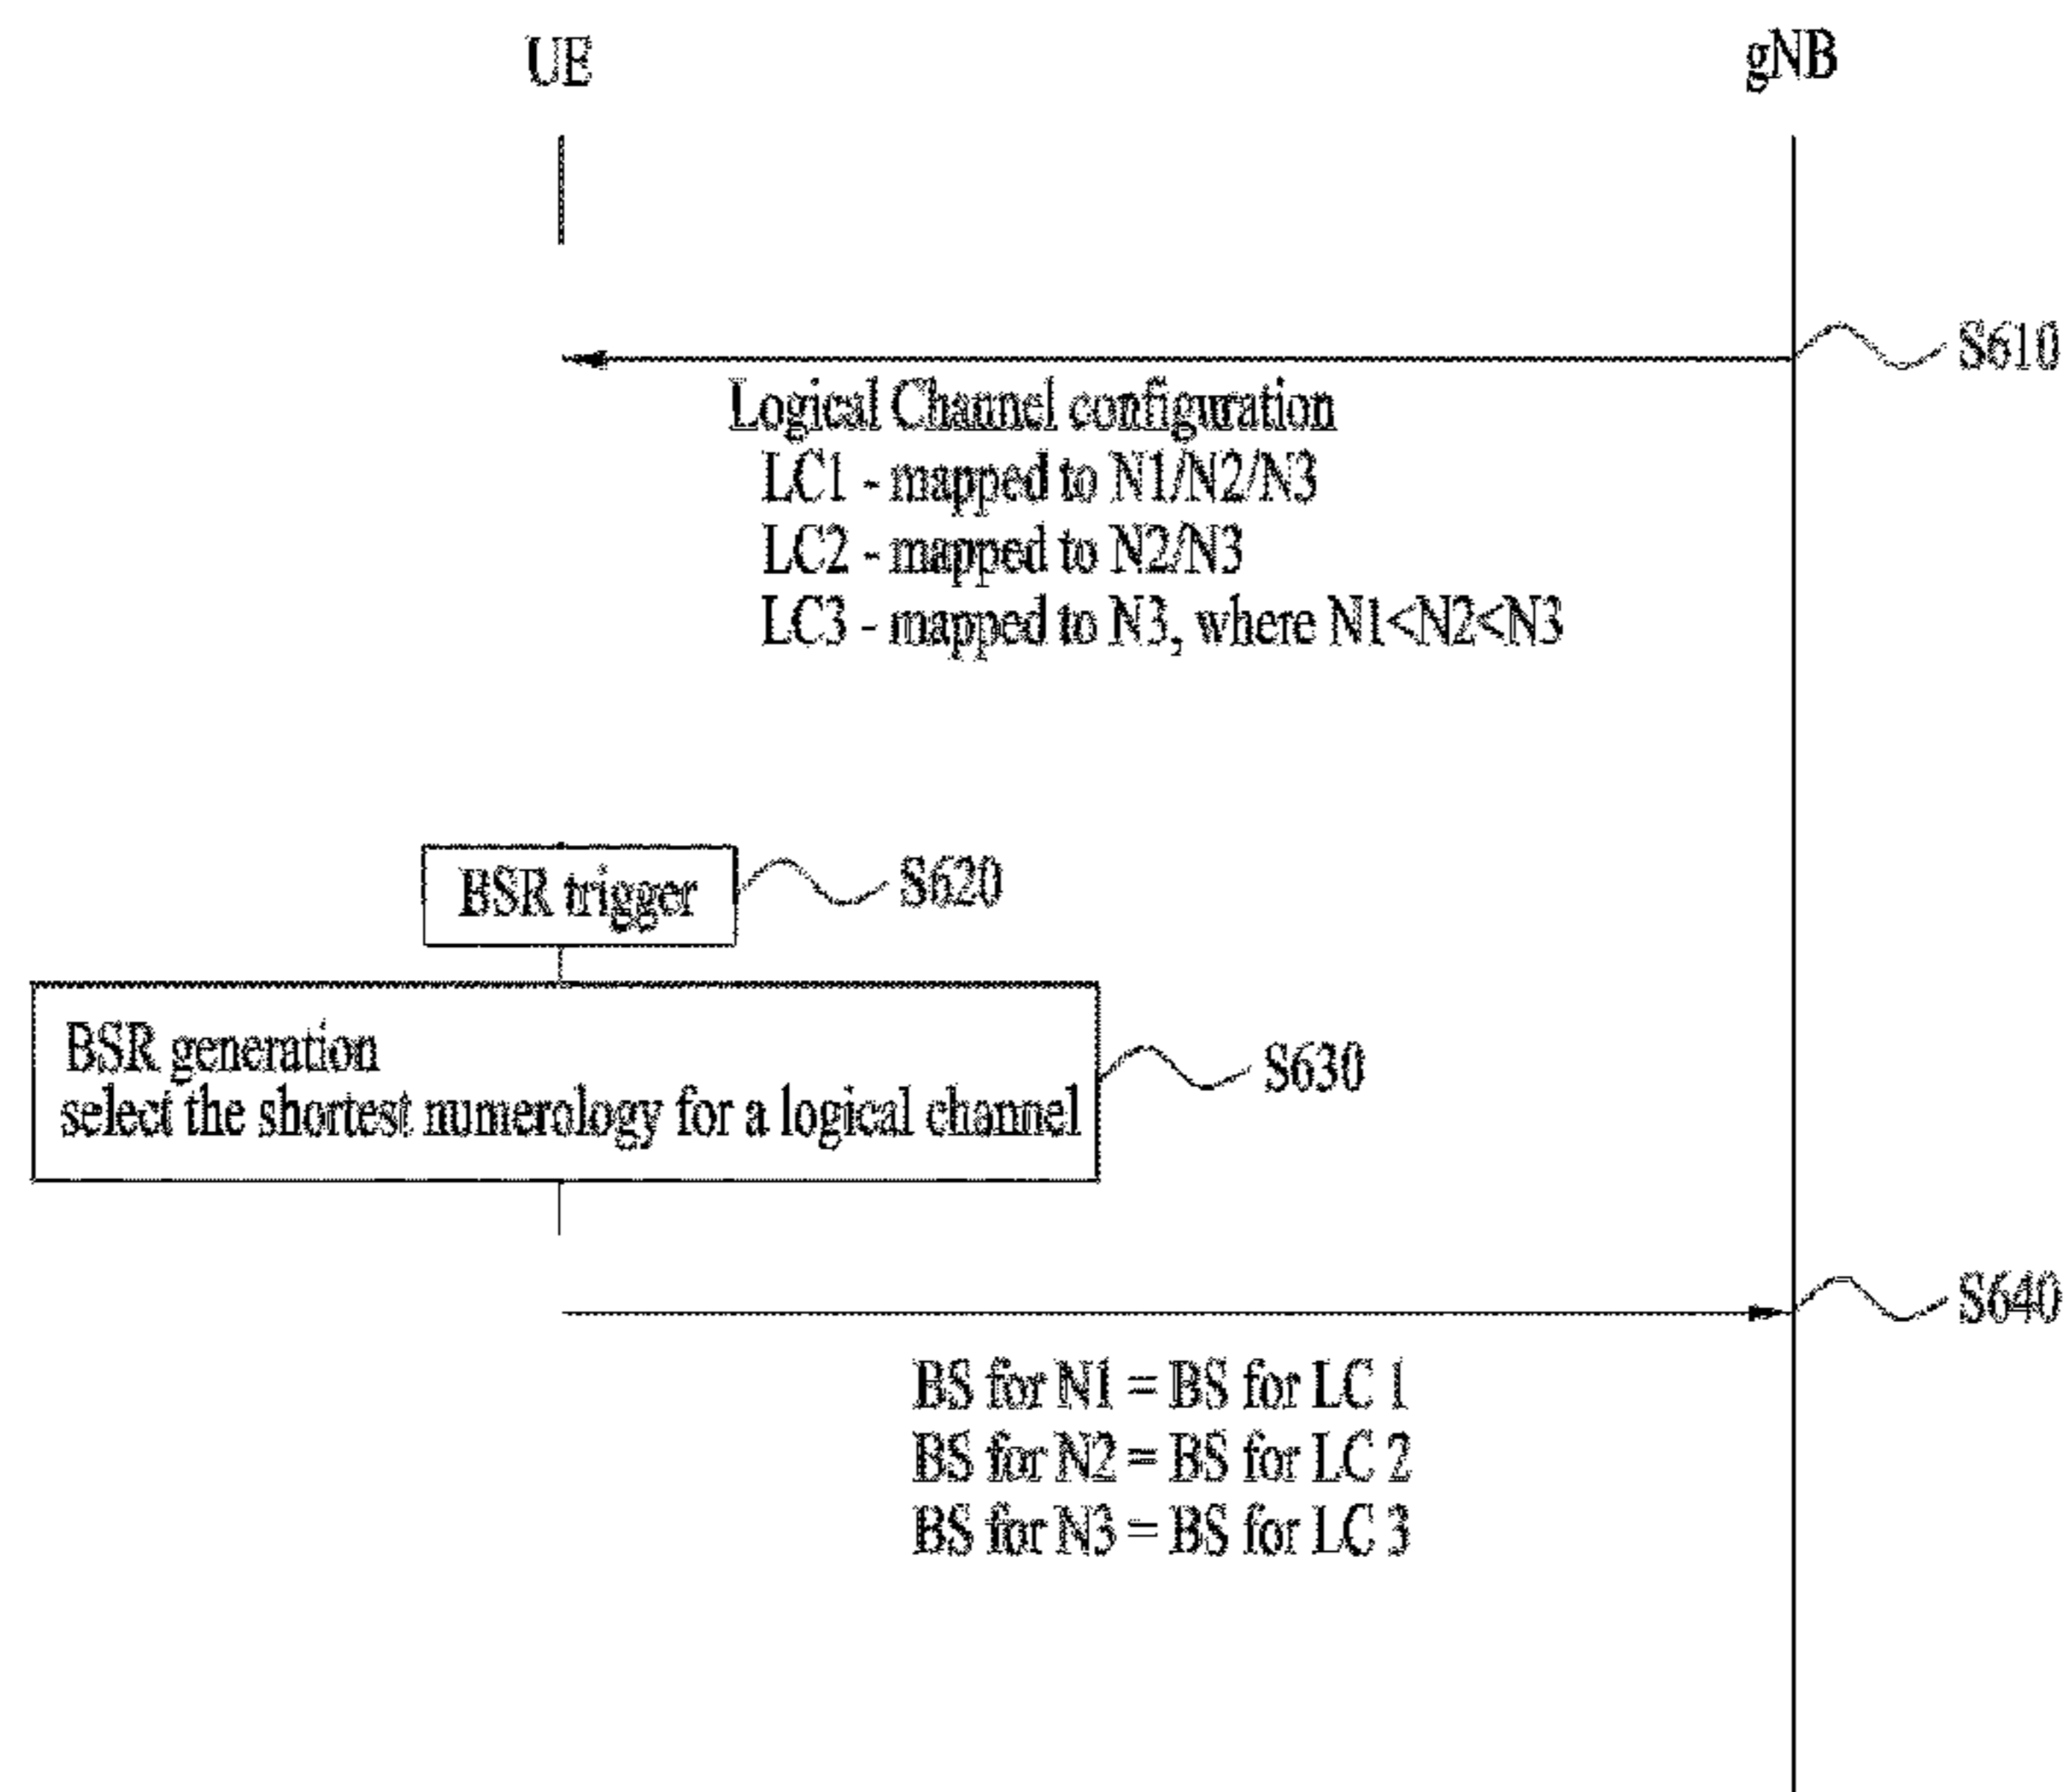 UE
gNB
S610
Logical Channel configuration
LC1 - mapped to N1/N2/N3
LC2 - mapped to N2/N3
LC3 - mapped to N3, where N1<N2<N3
BSR trigger
S620
BSR generation
select the shortest numerology for a logical channel
S630
S640
BS for N1 = BS for LC 1
BS for N2 = BS for LC 2
BS for N3 = BS for LC 3